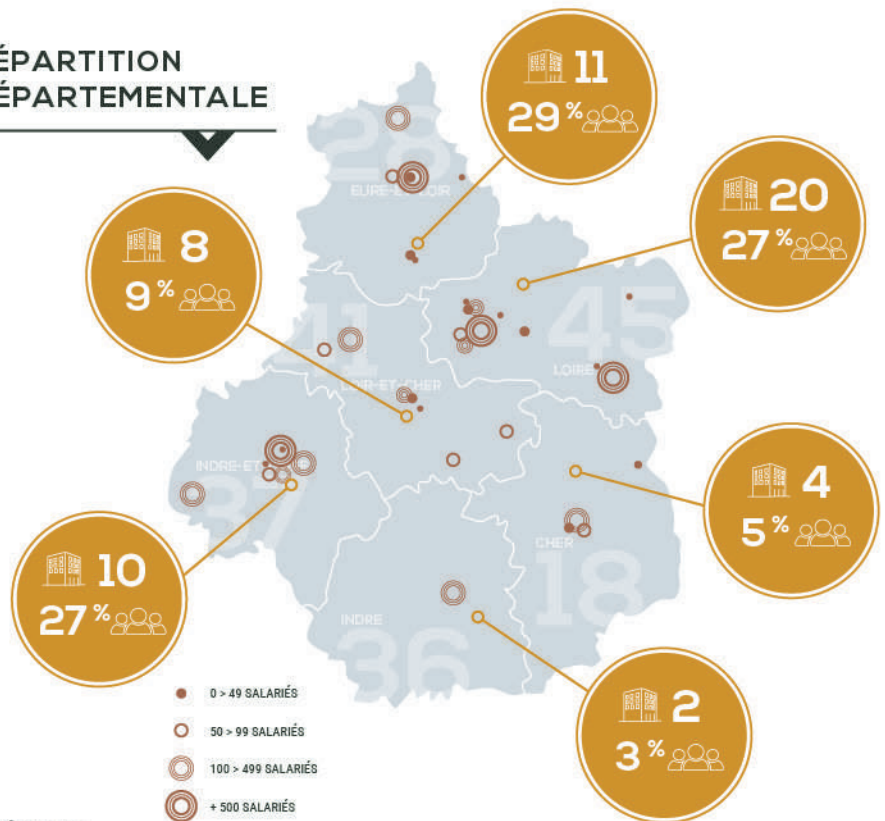 ÉPARTITION
ÉPARTEMENTALE
11
29 %
28
EURE-ET-LOIR
20
27 %
8
9 %
45
LOIRE
41
LOIR-ET-CHER
INDRE-ET
37
4
5 %
CHER
18
10
27 %
INDRE
36
2
3 %
0 > 49 SALARIÉS
50 > 99 SALARIÉS
100 > 499 SALARIÉS
+ 500 SALARIÉS